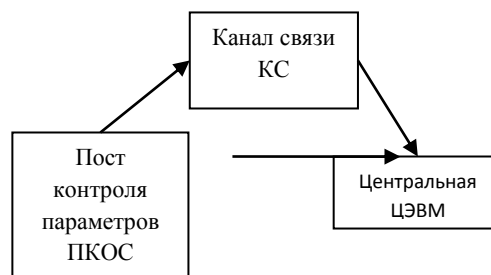 Канал связи
КС
Пост
контроля
параметров
ПКОС
Центральная
ЦЭВМ